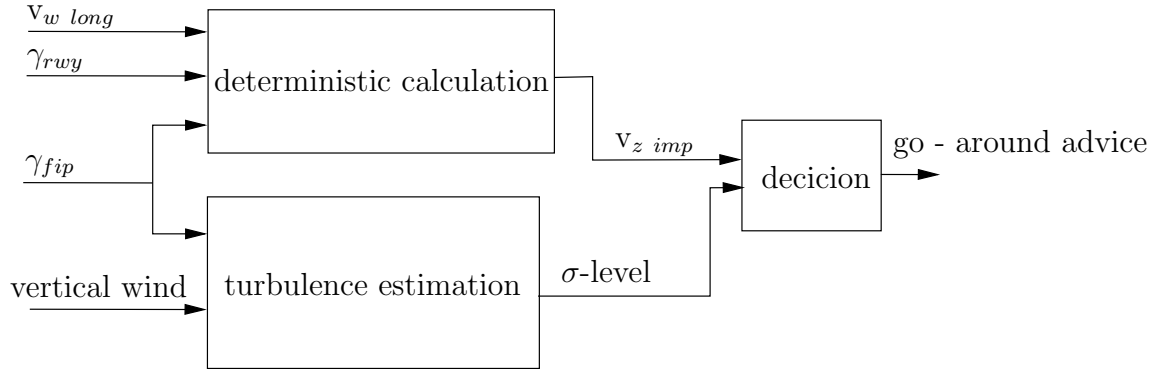 v_{w long}
γ_{rwy}
deterministic calculation
γ_{fip}
v_{z imp}
go - around advice
decicion
turbulence estimation
σ-level
vertical wind